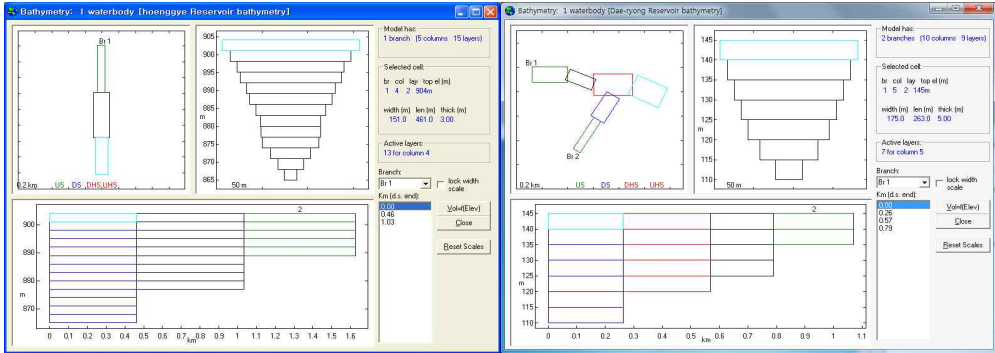 Bathymetry: 1 waterbody [hoenggye Reservoir bathymetry]
Br 1
0.2 km
US DS DHS,UHS
905
900
895
890
m
880
875
870
865
50 m
Model has:
1 branch (5 columns 15 layers)
Selected cell:
br col lay top el (m)
1 4 2 904m
width (m) len (m) thick (m)
151.0 461.0 3.00
Active layers:
13 for column 4
Branch:
Br 1
lock width scale
Km (d.s. end):
0.00
0.46
1.03
Vol=f(Elev)
Close
Reset Scales
2
900
890
880
m
870
0 0.1 0.2 0.3 0.4 0.5 0.6 0.7 0.8 0.9 1.0 1.1 1.2 1.3 1.4 1.5 1.6
km
Bathymetry: 1 waterbody [Dae-ryong Reservoir bathymetry]
Br 1
Br 2
0.2 km
US DS DHS UHS
145
140
135
130
m
120
115
110
50 m
Model has:
2 branches (10 columns 9 layers)
Selected cell:
br col lay top el (m)
1 5 2 145m
width (m) len (m) thick (m)
175.0 263.0 5.00
Active layers:
7 for column 5
Branch:
Br 1
lock width
scale
Km (d.s. end):
0.00
0.26
0.57
0.79
Vol=f(Elev)
Close
Reset Scales
2
145
140
135
130
125
m
120
115
110
0 0.1 0.2 0.3 0.4 0.5 0.6 0.7 0.8 0.9 1.0 1.1
km